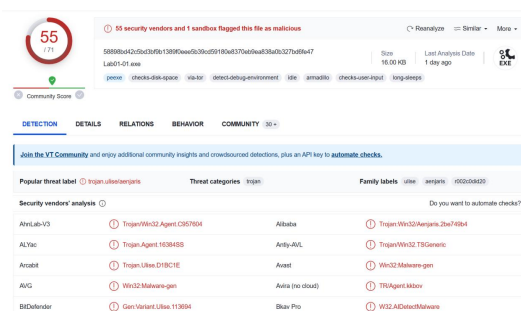 55
/ 71
Community Score
55 security vendors and 1 sandbox flagged this file as malicious
Reanalyze
Similar
More
Lab01-01.exe
Size
16.00 KB
Last Analysis Date
1 day ago
EXE
peexe checks-disk-space via-tor detect-debug-environment idle armadillo checks-user-input long-sleeps
DETECTION DETAILS RELATIONS BEHAVIOR COMMUNITY 30+
Join the VT Community and enjoy additional community insights and crowdsourced detections, plus an API key to automate checks.
Popular threat label trojan.ulise/aenjaris Threat categories trojan Family labels ulise aenjaris r002c0did20
Security vendors' analysis Do you want to automate checks?
AhnLab-V3 Trojan/Win32.Agent.C957604 Alibaba Trojan:Win32/Aenjaris.2be749b4
ALYac Trojan.Agent.16384SS Antiy-AVL Trojan/Win32.TSGeneric
Arcabit Trojan.Ulise.D1BC1E Avast Win32:Malware-gen
AVG Win32:Malware-gen Avira (no cloud) TR/Agent.kkbov
BitDefender Gen:Variant.Ulise.113694 Bkav Pro W32.AIDetectMalware